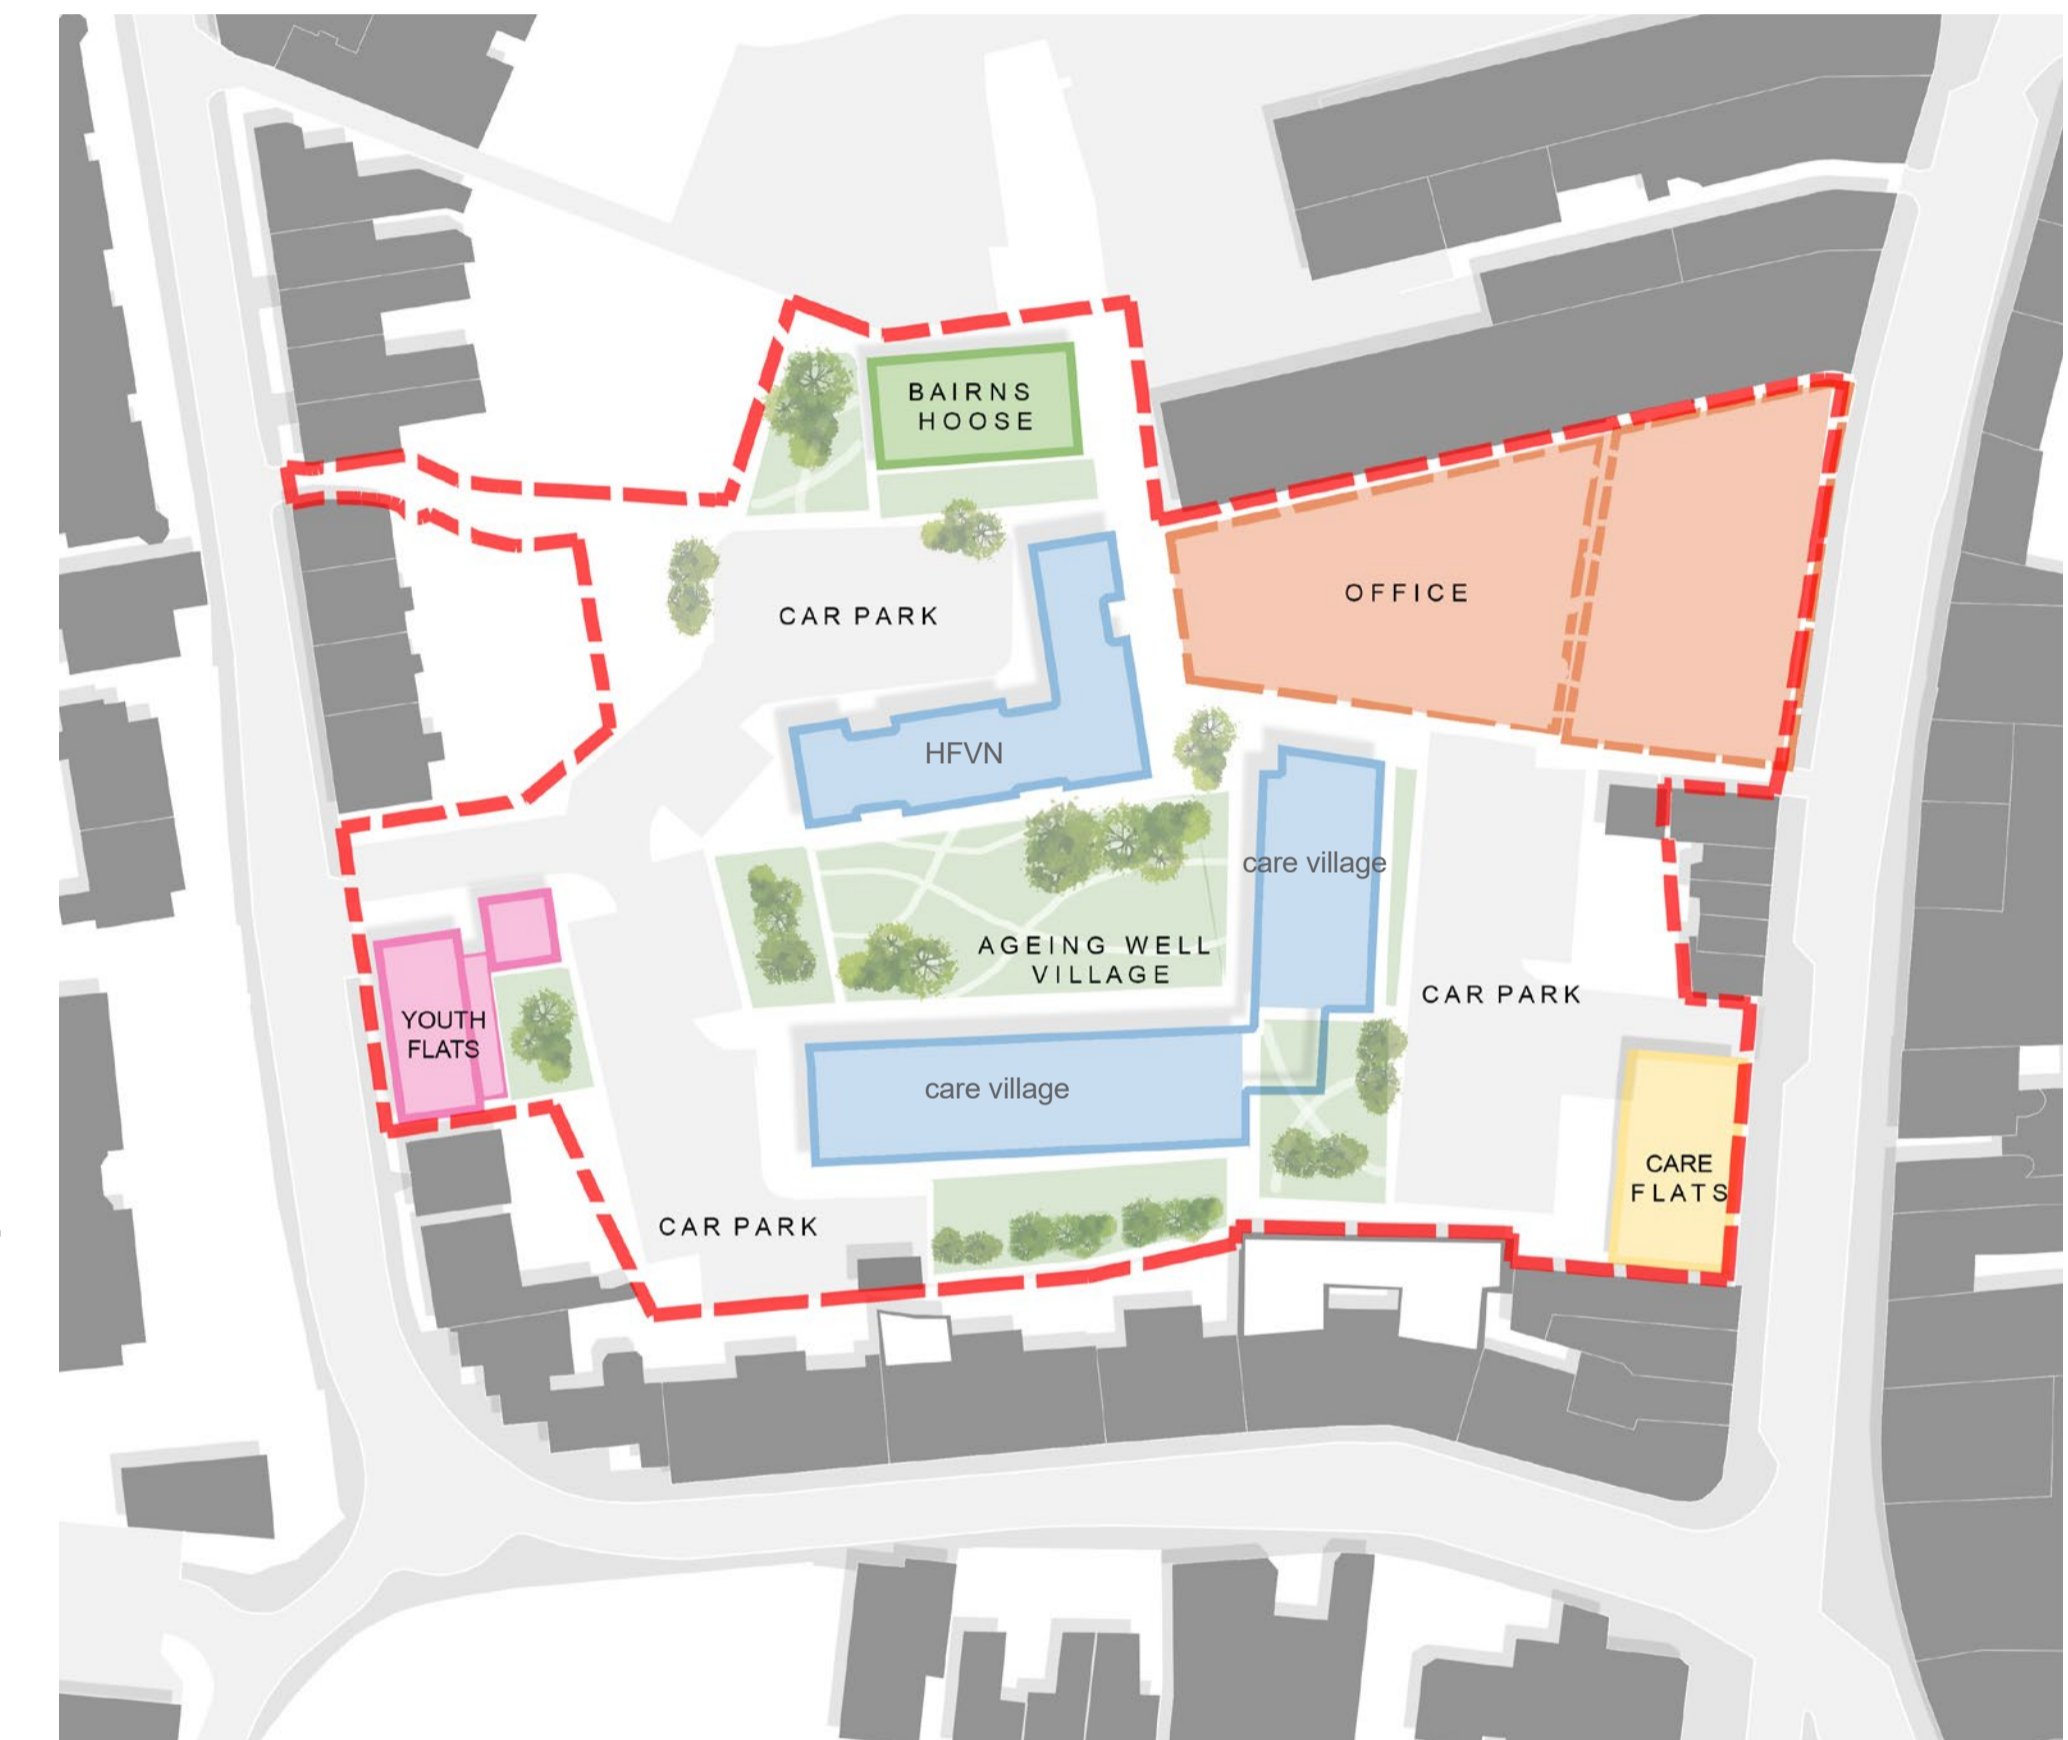 BAIRNS
HOOSE
OFFICE
CAR PARK
HFVN
care village
AGEING WELL
VILLAGE
CAR PARK
YOUTH
FLATS
care village
CARE
FLATS
CAR PARK